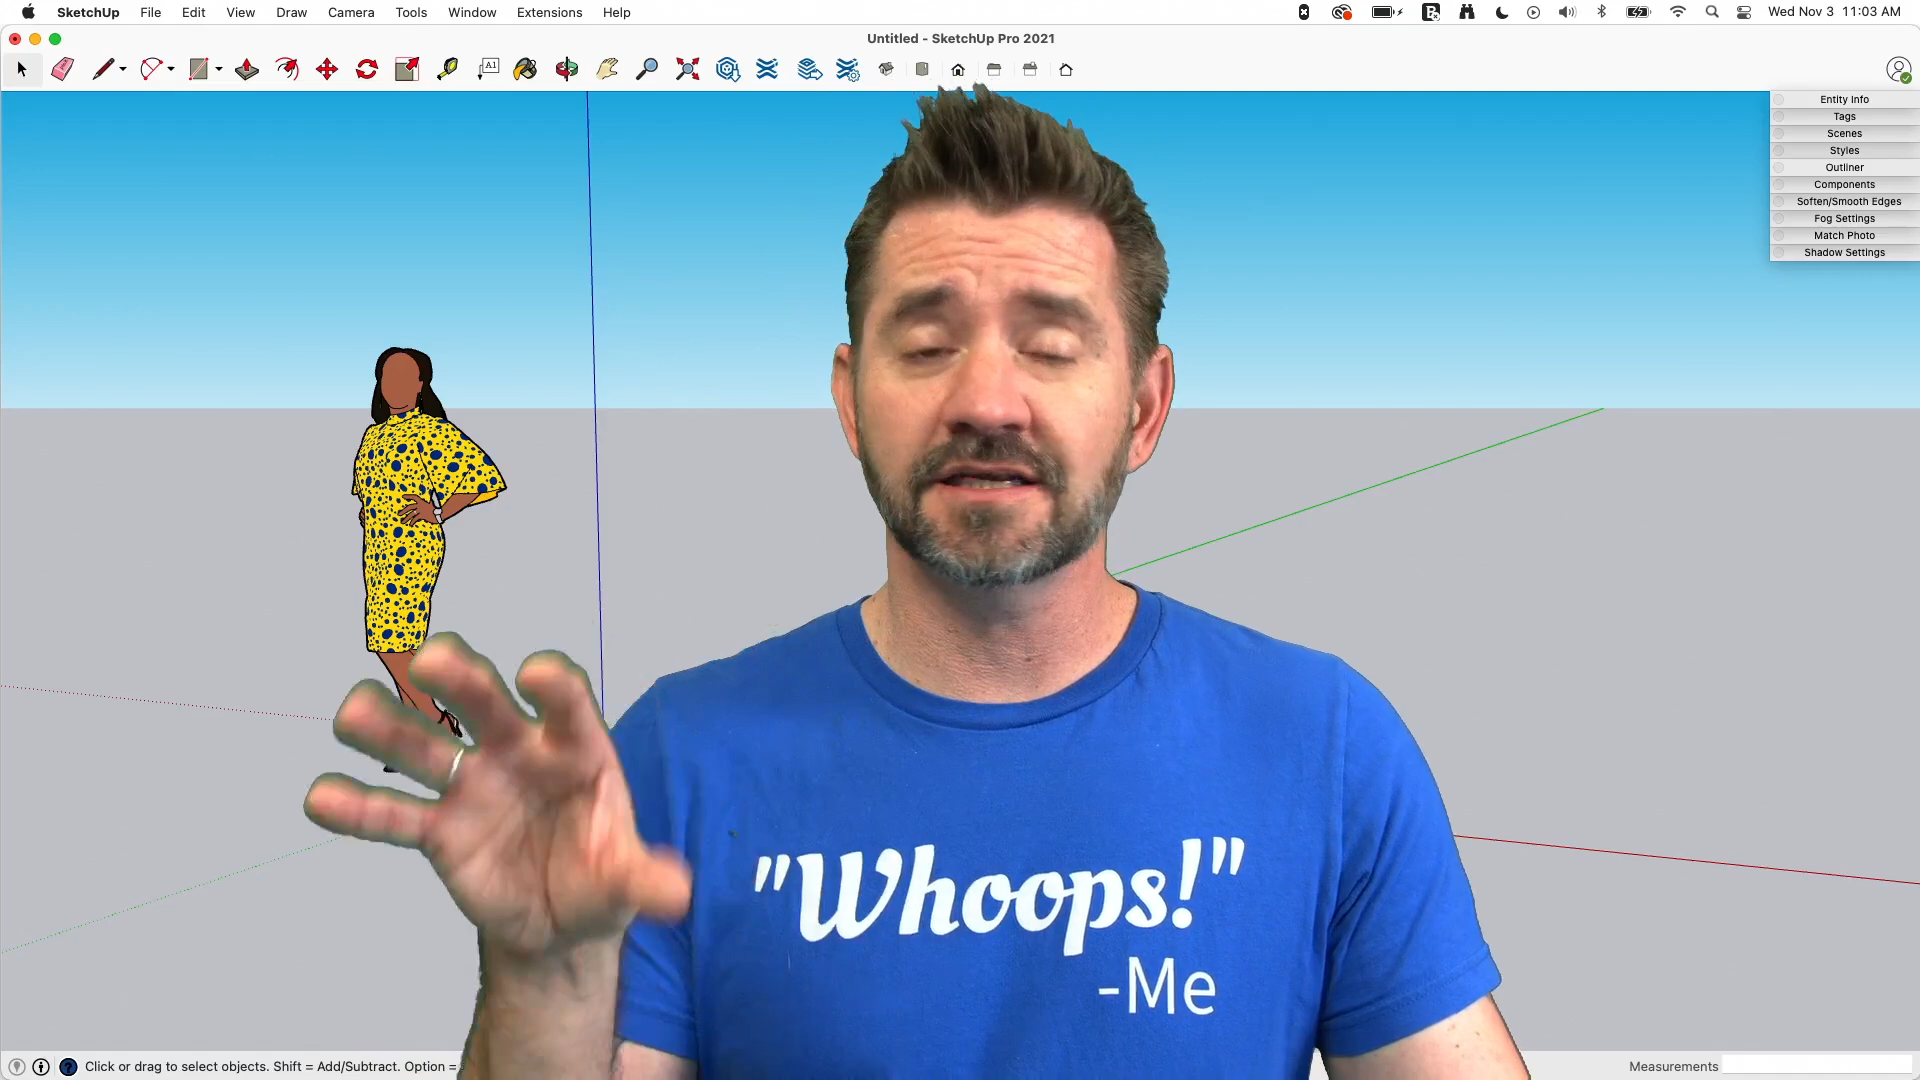 SketchUp File Edit View Draw Camera Tools Window Extensions Help Wed Nov 3 11:03 AM
Untitled - SketchUp Pro 2021
A1
Entity Info
Tags
Scenes
Styles
Outliner
Components
Soften/Smooth Edges
Fog Settings
Match Photo
Shadow Settings
"Whoops!"
-Me
Click or drag to select objects. Shift = Add/Subtract. Option =
Measurements